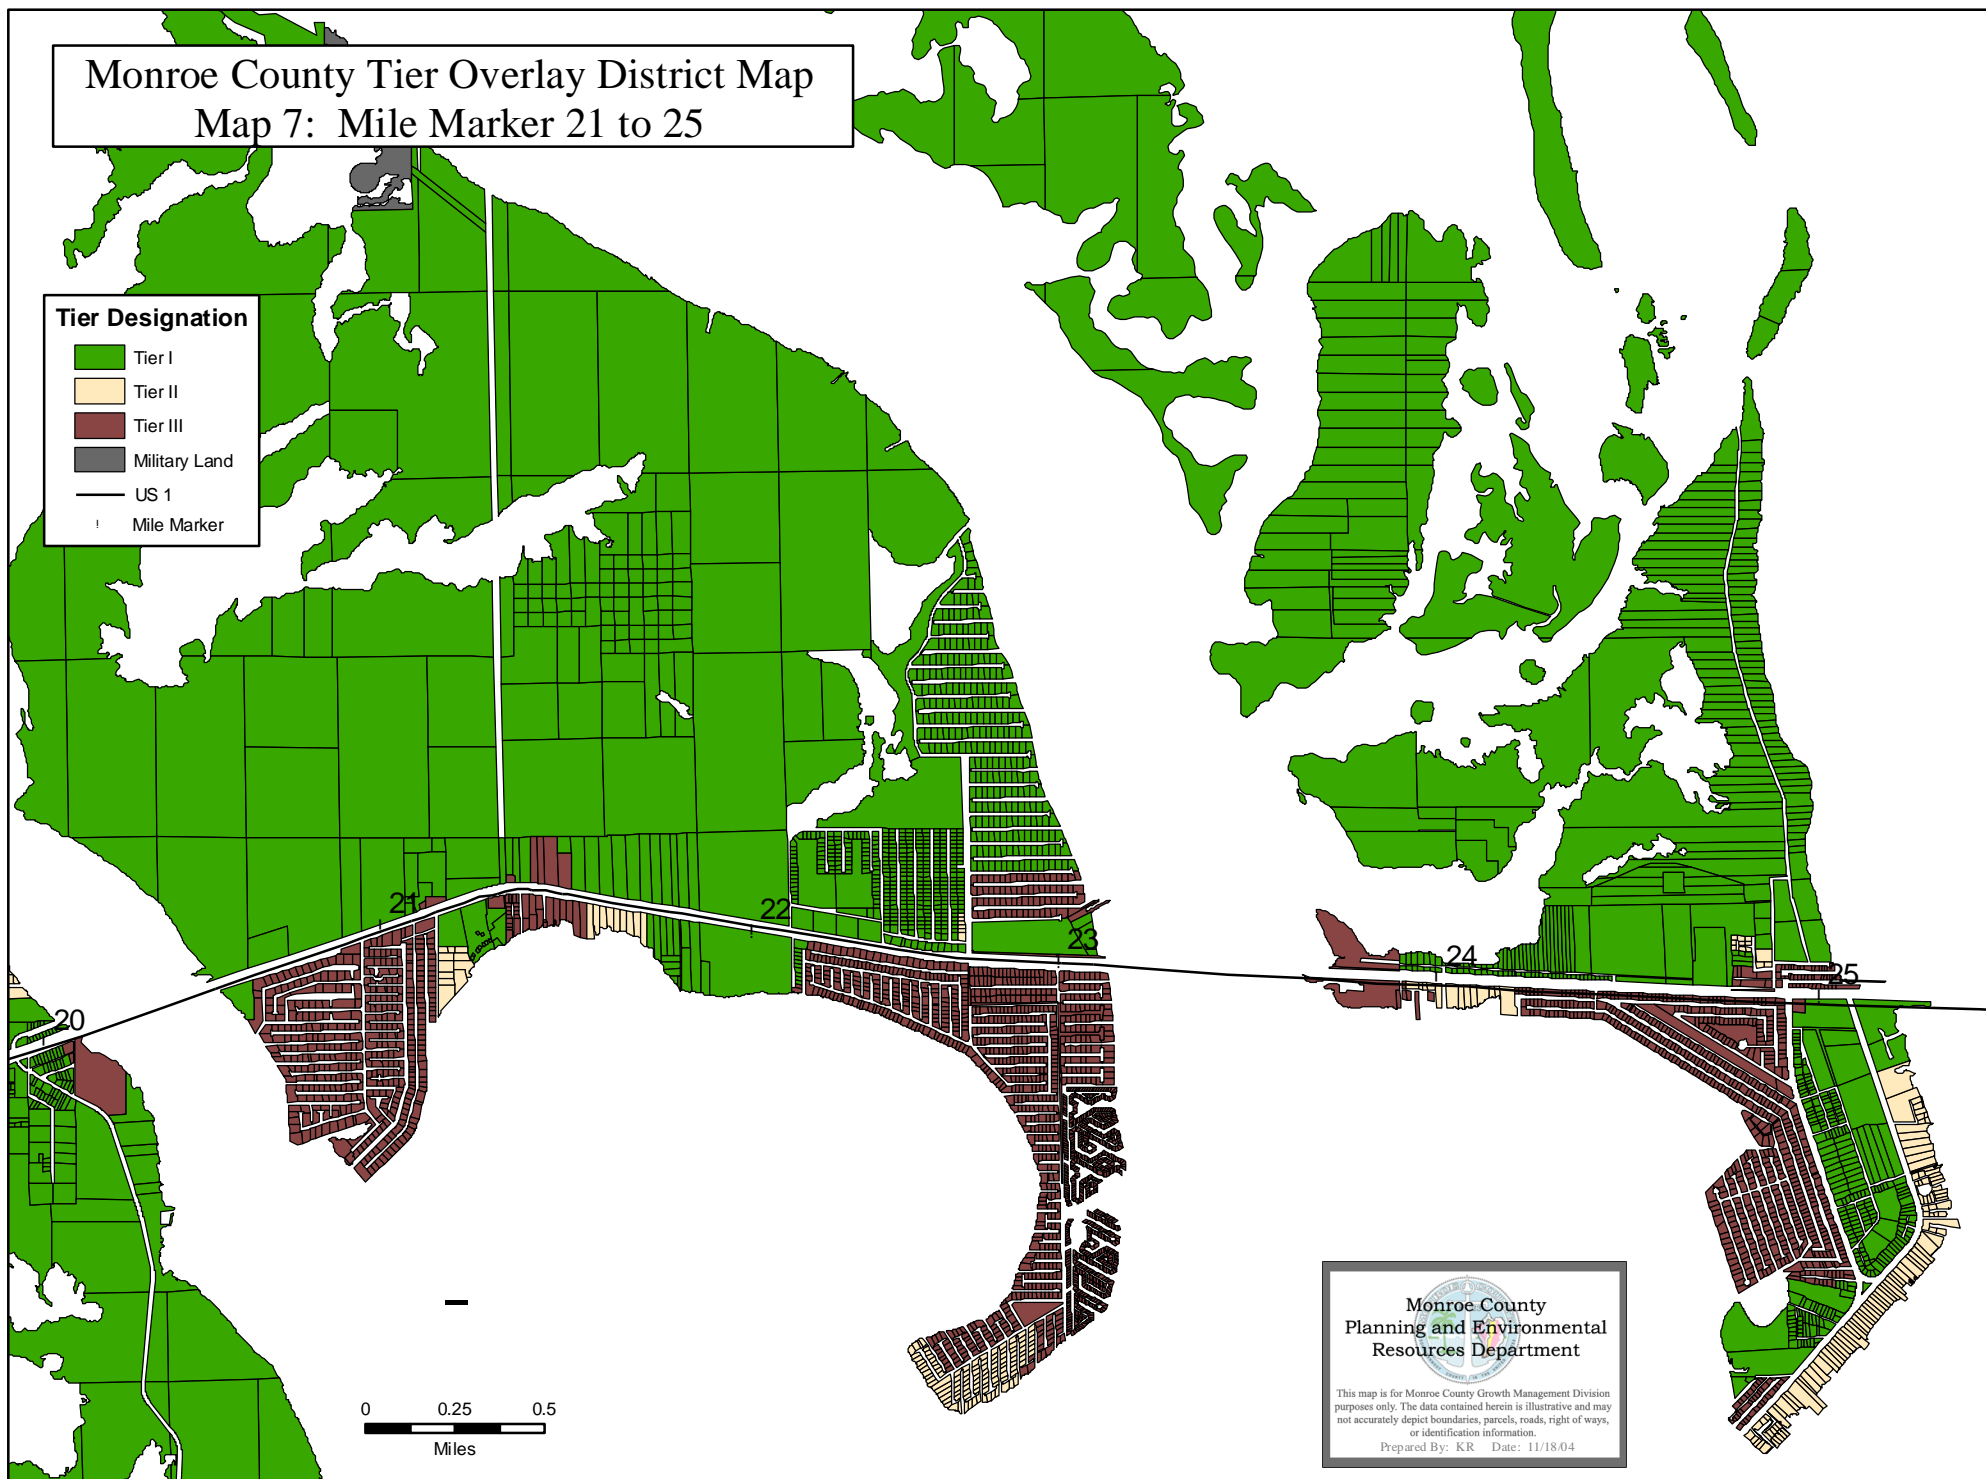 Monroe County Tier Overlay District Map
Map 7: Mile Marker 21 to 25
Tier Designation
Tier I
Tier II
Tier III
Military Land
US 1
Mile Marker
20
21
22
23
24
25
0 0.25 0.5
Miles
Monroe County
Planning and Environmental
Resources Department
This map is for Monroe County Growth Management Division
purposes only. The data contained herein is illustrative and may
not accurately depict boundaries, parcels, roads, right of ways,
or identification information.
Prepared By: KR Date: 11/18/04